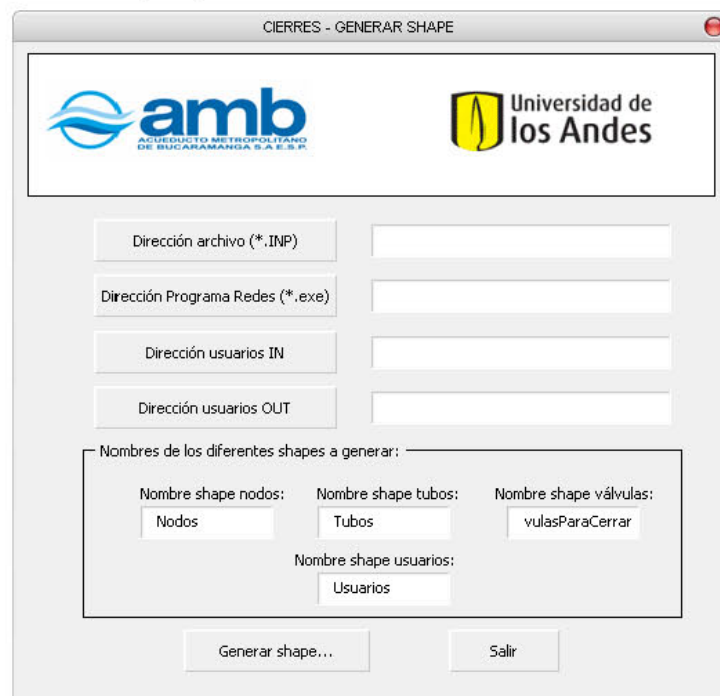 CIERRES - GENERAR SHAPE
amb
ACUEDUCTO METROPOLITANO
DE BUCARAMANGA S.A E.S.P.
Universidad de
los Andes
Dirección archivo (*.INP)
Dirección Programa Redes (*.exe)
Dirección usuarios IN
Dirección usuarios OUT
Nombres de los diferentes shapes a generar:
Nombre shape nodos: Nombre shape tubos: Nombre shape válvulas:
Nodos Tubos vulasParaCerrar
Nombre shape usuarios:
Usuarios
Generar shape... Salir